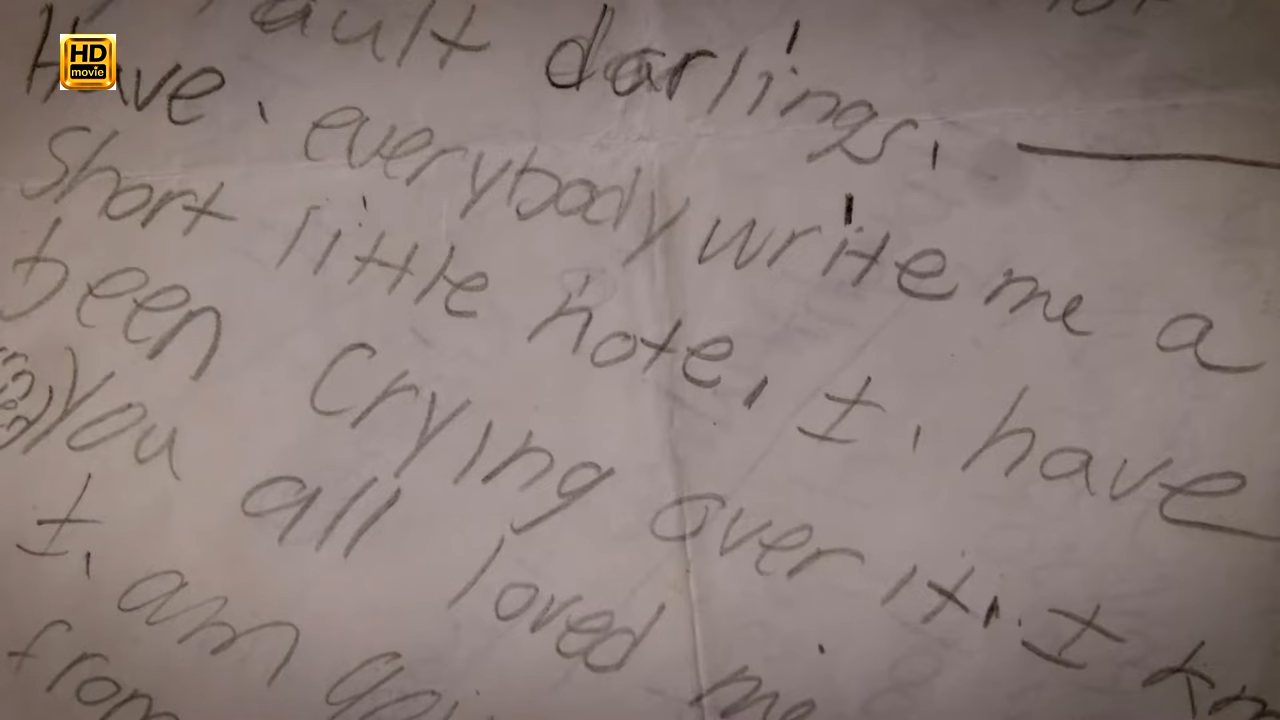 HD
movie
darlings.
Have. everybody write me a
short little note. I. have
been crying over it. I
you all loved me
I. am
from